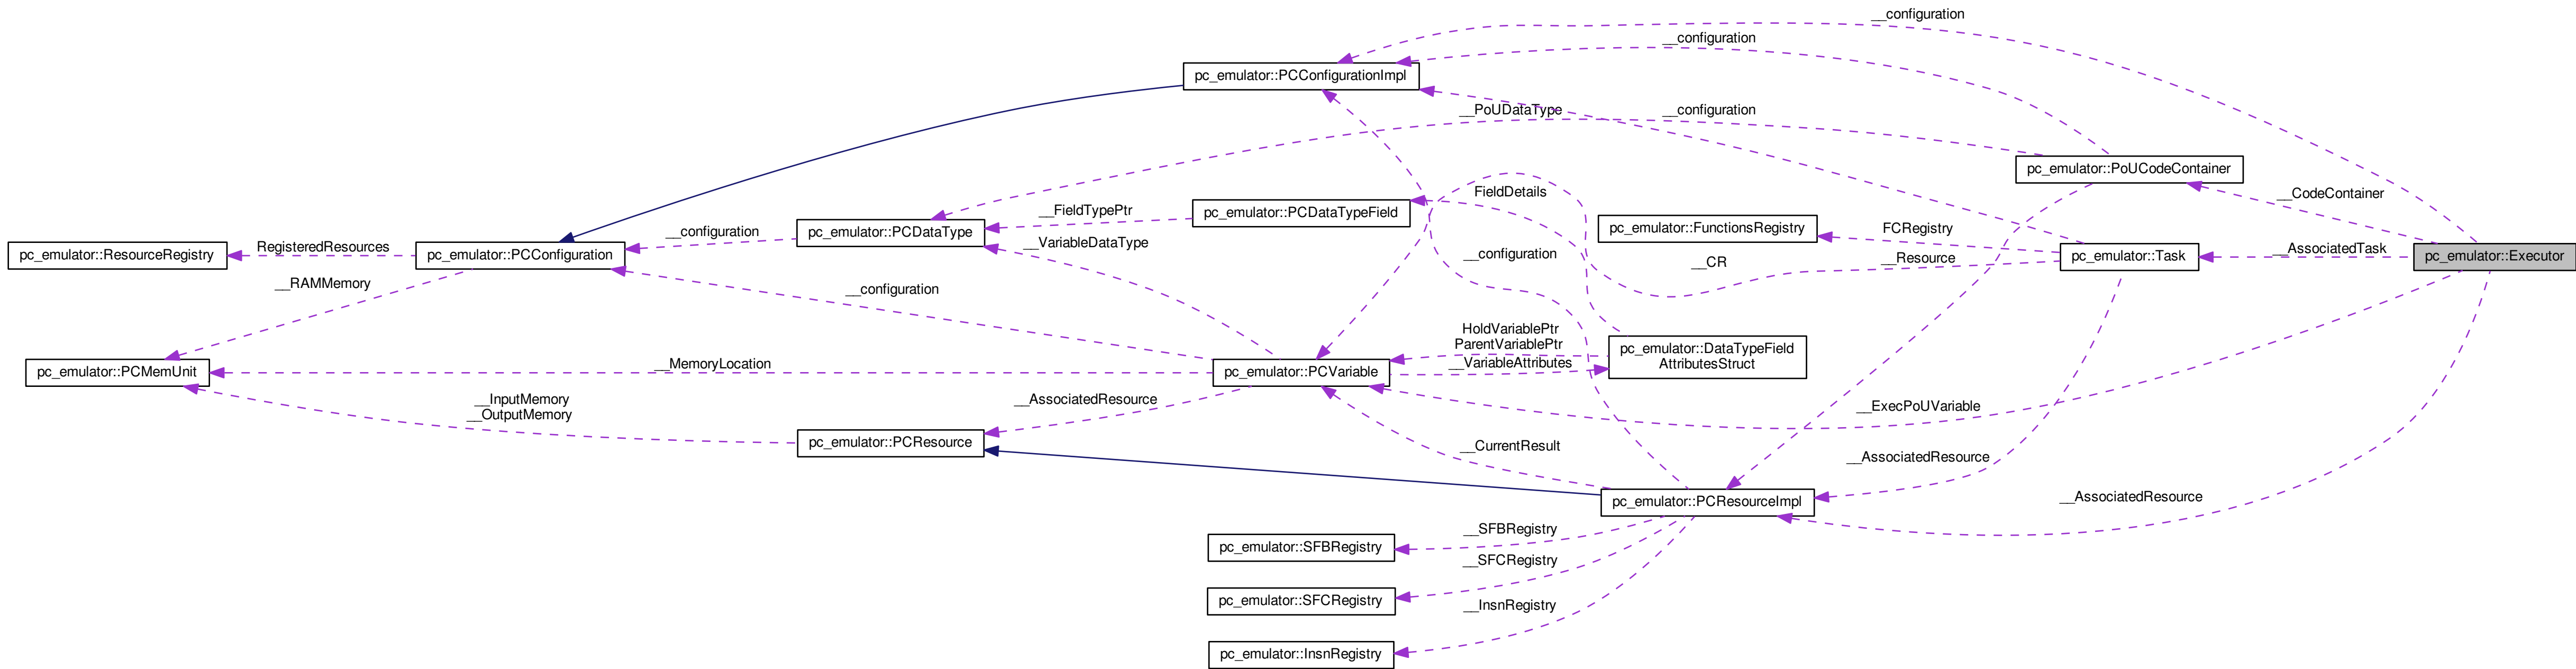 __configuration
__configuration
pc_emulator::PCConfigurationImpl
__PoUDataType
__configuration
pc_emulator::PoUCodeContainer
FieldDetails
__CodeContainer
__FieldTypePtr
pc_emulator::PCDataTypeField
pc_emulator::FunctionsRegistry
FCRegistry
pc_emulator::PCDataType
__configuration
__VariableDataType
RegisteredResources
__AssociatedTask
pc_emulator::ResourceRegistry
pc_emulator::PCConfiguration
__configuration
__CR
__Resource
pc_emulator::Task
pc_emulator::Executor
__RAMMemory
__configuration
HoldVariablePtr
ParentVariablePtr
pc_emulator::DataTypeField
AttributesStruct
__MemoryLocation
__VariableAttributes
pc_emulator::PCMemUnit
pc_emulator::PCVariable
__InputMemory
__OutputMemory
__AssociatedResource
__ExecPoUVariable
pc_emulator::PCResource
__CurrentResult
__AssociatedResource
pc_emulator::PCResourceImpl
__AssociatedResource
__SFBRegistry
pc_emulator::SFBRegistry
__SFCRegistry
pc_emulator::SFCRegistry
__InsnRegistry
pc_emulator::InsnRegistry